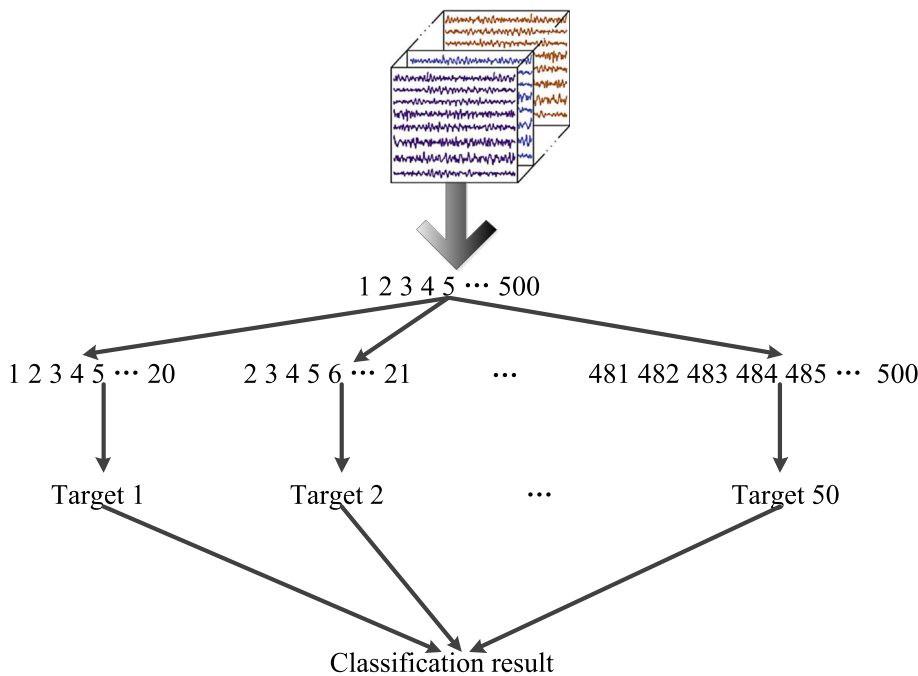 1 2 3 4 5 ··· 500
1 2 3 4 5 ··· 20 2 3 4 5 6 ··· 21 ··· 481 482 483 484 485 ··· 500
Target 1 Target 2 ··· Target 50
Classification result